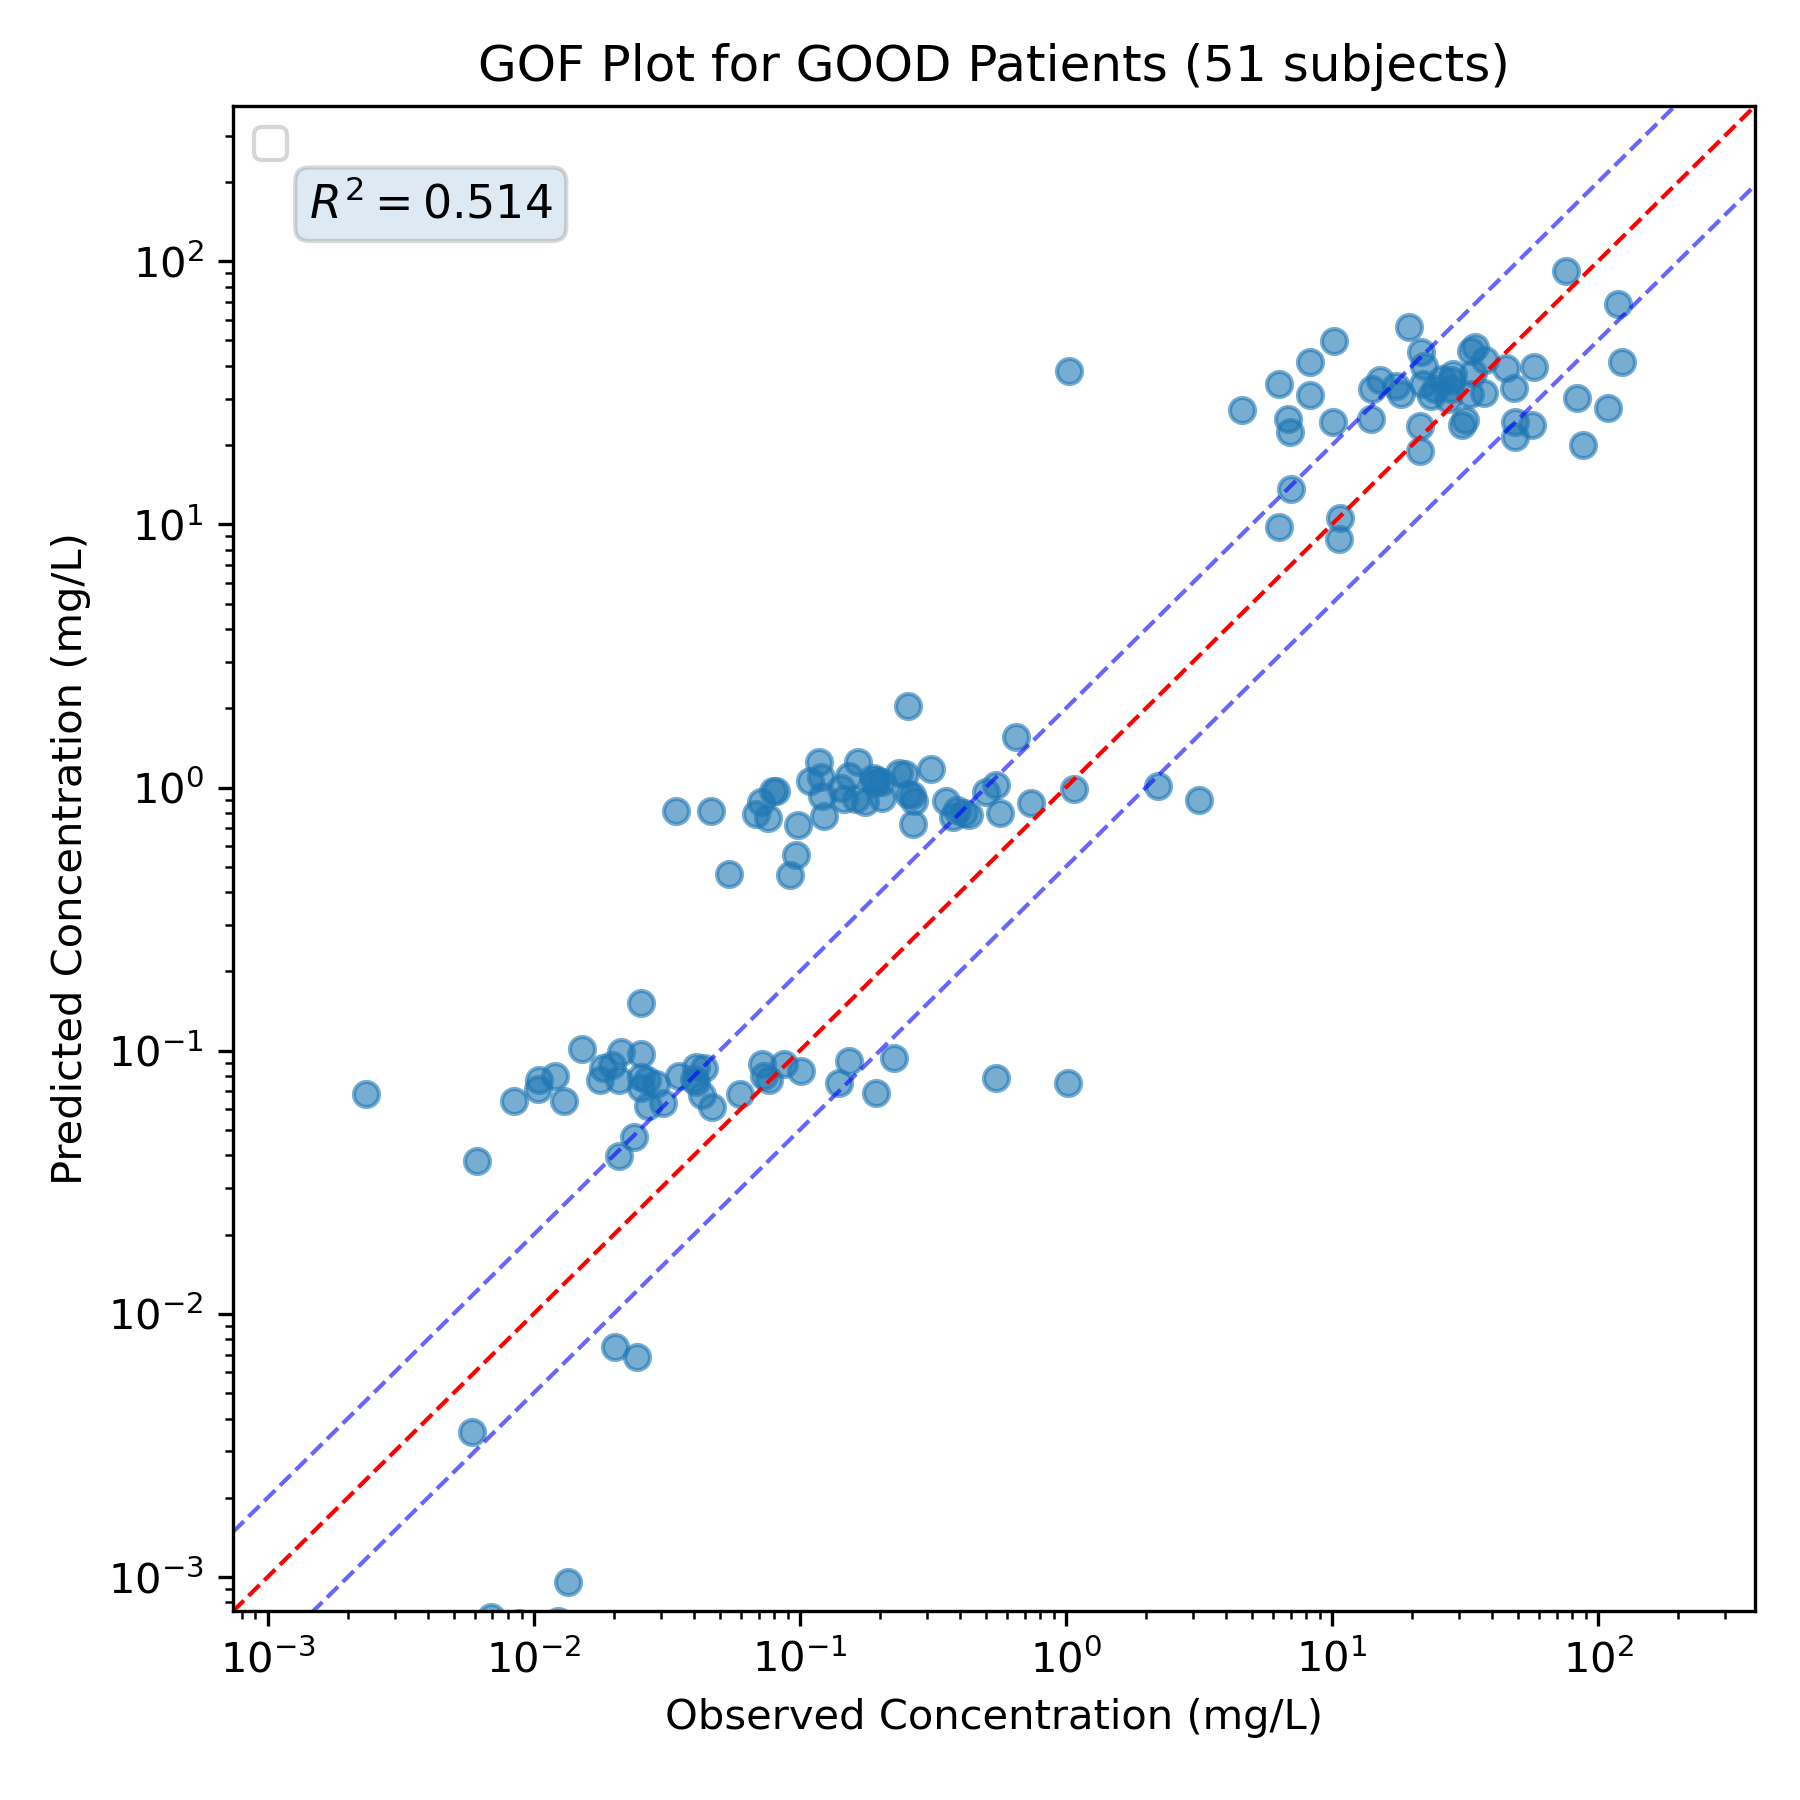 GOF Plot for GOOD Patients (51 subjects)
R² = 0.514
Predicted Concentration (mg/L)
10²
10¹
10⁰
10⁻¹
10⁻²
10⁻³
10⁻³ 10⁻² 10⁻¹ 10⁰ 10¹ 10²
Observed Concentration (mg/L)